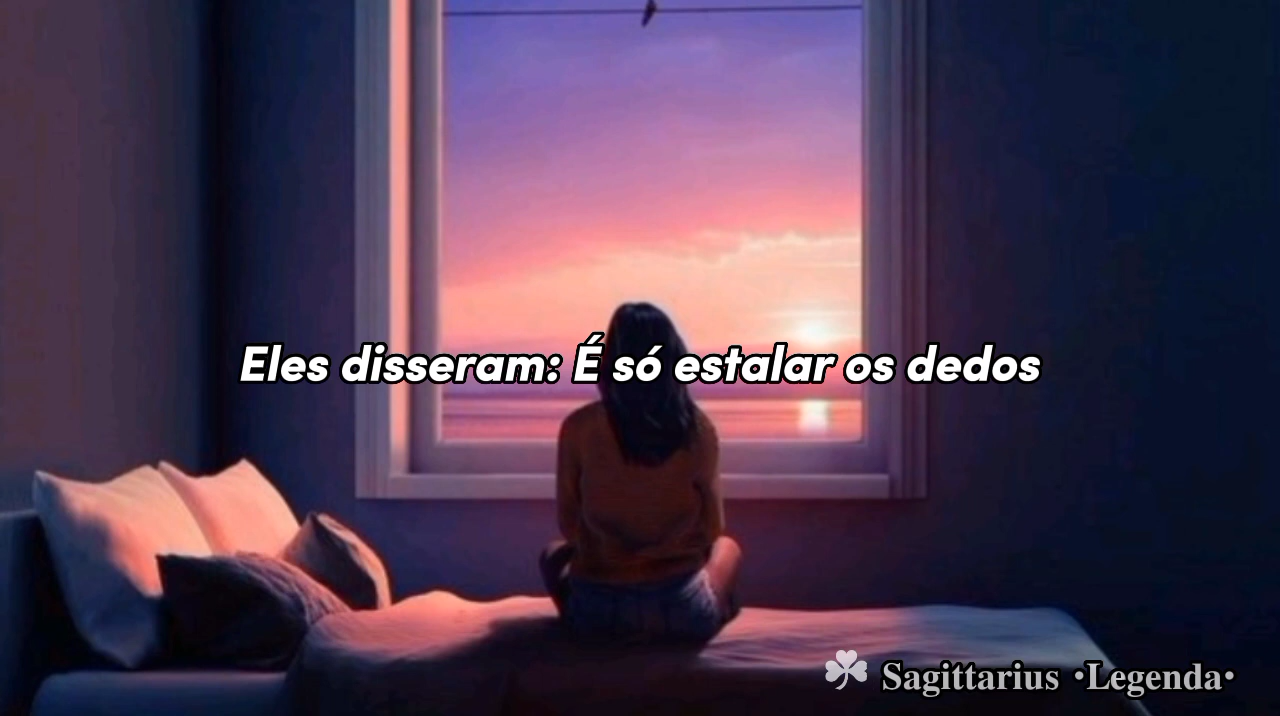 Eles disseram: É só estalar os dedos
☘ Sagittarius •Legenda•